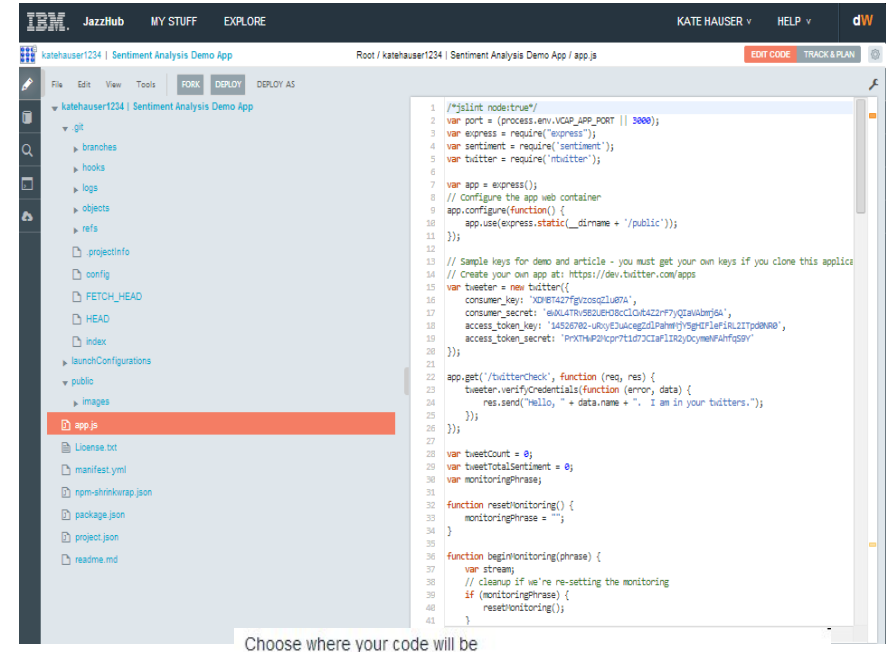 IBM. JazzHub MY STUFF EXPLORE KATE HAUSER HELP dW
katehauser1234 | Sentiment Analysis Demo App Root / katehauser1234 | Sentiment Analysis Demo App / app.js EDIT CODE TRACK & PLAN
File Edit View Tools FORK DEPLOY DEPLOY AS
katehauser1234 | Sentiment Analysis Demo App
.git
branches
hooks
logs
objects
refs
.projectInfo
config
FETCH_HEAD
HEAD
index
launchConfigurations
public
images
app.js
License.txt
manifest.yml
npm-shrinkwrap.json
package.json
project.json
readme.md
1 /*jslint node:true*/
2 var port = (process.env.VCAP_APP_PORT || 3000);
3 var express = require("express");
4 var sentiment = require('sentiment');
5 var twitter = require('ntwitter');
6
7 var app = express();
8 // Configure the app web container
9 app.configure(function() {
10 app.use(express.static(__dirname + '/public'));
11 });
12
13 // Sample keys for demo and article - you must get your own keys if you clone this applica
14 // Create your own app at: https://dev.twitter.com/apps
15 var tweeter = new twitter({
16 consumer_key:
17 consumer_secret:
18 access_token_key:
19 access_token_secret:
20 });
21
22 app.get('/twitterCheck', function (req, res) {
23 tweeter.verifyCredentials(function (error, data) {
24 res.send("Hello, " + data.name + ". I am in your twitters.");
25 });
26 });
27
28 var tweetCount = 0;
29 var tweetTotalSentiment = 0;
30 var monitoringPhrase;
31
32 function resetMonitoring() {
33 monitoringPhrase = "";
34 }
35
36 function beginMonitoring(phrase) {
37 var stream;
38 // cleanup if we're re-setting the monitoring
39 if (monitoringPhrase) {
40 resetMonitoring();
41 }
Choose where your code will be